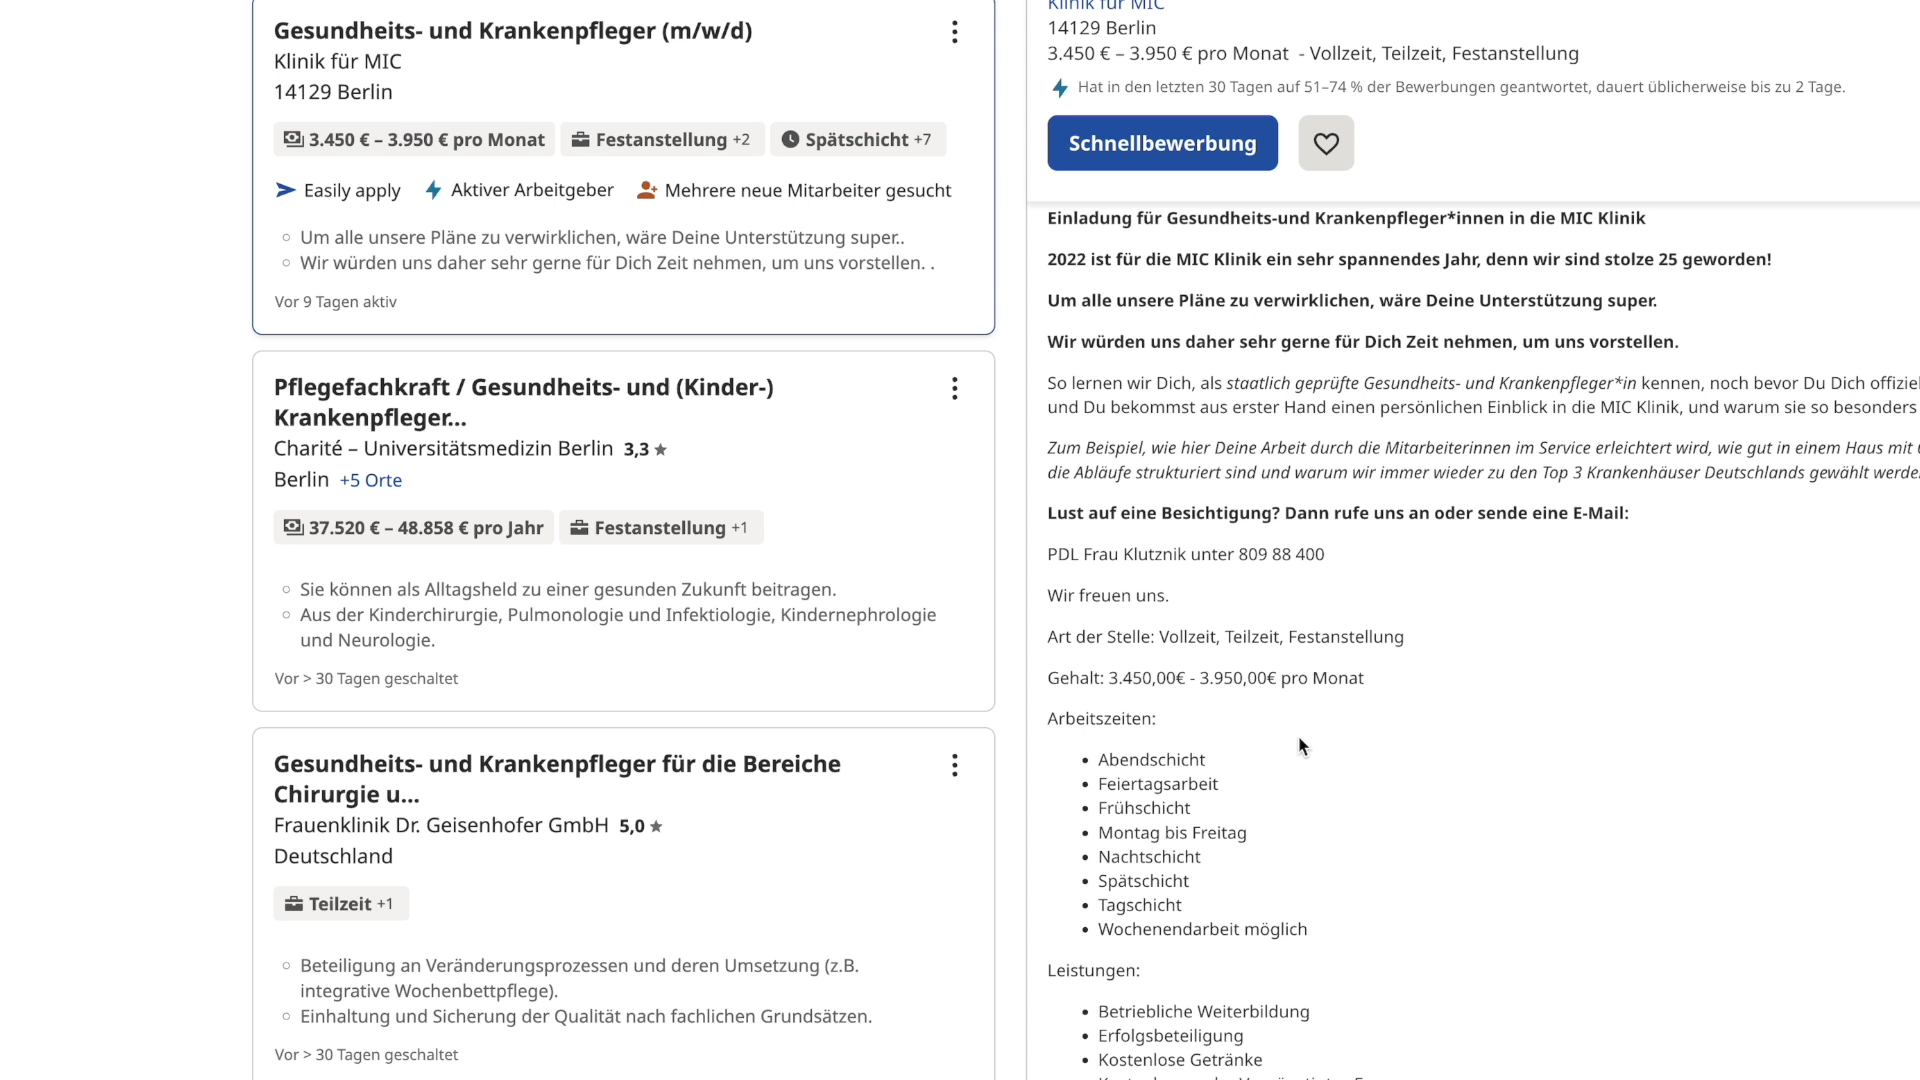 Gesundheits- und Krankenpfleger (m/w/d)
Klinik für MIC
14129 Berlin
3.450 € – 3.950 € pro Monat
Festanstellung +2
Spätschicht +7
Easily apply
Aktiver Arbeitgeber
Mehrere neue Mitarbeiter gesucht
Um alle unsere Pläne zu verwirklichen, wäre Deine Unterstützung super..
Wir würden uns daher sehr gerne für Dich Zeit nehmen, um uns vorstellen. .
Vor 9 Tagen aktiv
Pflegefachkraft / Gesundheits- und (Kinder-)
Krankenpfleger...
Charité – Universitätsmedizin Berlin 3,3
Berlin +5 Orte
37.520 € – 48.858 € pro Jahr
Festanstellung +1
Sie können als Alltagsheld zu einer gesunden Zukunft beitragen.
Aus der Kinderchirurgie, Pulmonologie und Infektiologie, Kindernephrologie
und Neurologie.
Vor > 30 Tagen geschaltet
Gesundheits- und Krankenpfleger für die Bereiche
Chirurgie u...
Frauenklinik Dr. Geisenhofer GmbH 5,0
Deutschland
Teilzeit +1
Beteiligung an Veränderungsprozessen und deren Umsetzung (z.B.
integrative Wochenbettpflege).
Einhaltung und Sicherung der Qualität nach fachlichen Grundsätzen.
Vor > 30 Tagen geschaltet
Klinik für MIC
14129 Berlin
3.450 € – 3.950 € pro Monat - Vollzeit, Teilzeit, Festanstellung
Hat in den letzten 30 Tagen auf 51–74 % der Bewerbungen geantwortet, dauert üblicherweise bis zu 2 Tage.
Schnellbewerbung
Einladung für Gesundheits-und Krankenpfleger*innen in die MIC Klinik
2022 ist für die MIC Klinik ein sehr spannendes Jahr, denn wir sind stolze 25 geworden!
Um alle unsere Pläne zu verwirklichen, wäre Deine Unterstützung super.
Wir würden uns daher sehr gerne für Dich Zeit nehmen, um uns vorstellen.
So lernen wir Dich, als staatlich geprüfte Gesundheits- und Krankenpfleger*in kennen, noch bevor Du Dich
und Du bekommst aus erster Hand einen persönlichen Einblick in die MIC Klinik, und warum sie so besonders
Zum Beispiel, wie hier Deine Arbeit durch die Mitarbeiterinnen im Service erleichtert wird, wie gut in einem Haus mit
die Abläufe strukturiert sind und warum wir immer wieder zu den Top 3 Krankenhäuser Deutschlands gewählt
Lust auf eine Besichtigung? Dann rufe uns an oder sende eine E-Mail:
PDL Frau Klutznik unter 809 88 400
Wir freuen uns.
Art der Stelle: Vollzeit, Teilzeit, Festanstellung
Gehalt: 3.450,00€ - 3.950,00€ pro Monat
Arbeitszeiten:
Abendschicht
Feiertagsarbeit
Frühschicht
Montag bis Freitag
Nachtschicht
Spätschicht
Tagschicht
Wochenendarbeit möglich
Leistungen:
Betriebliche Weiterbildung
Erfolgsbeteiligung
Kostenlose Getränke